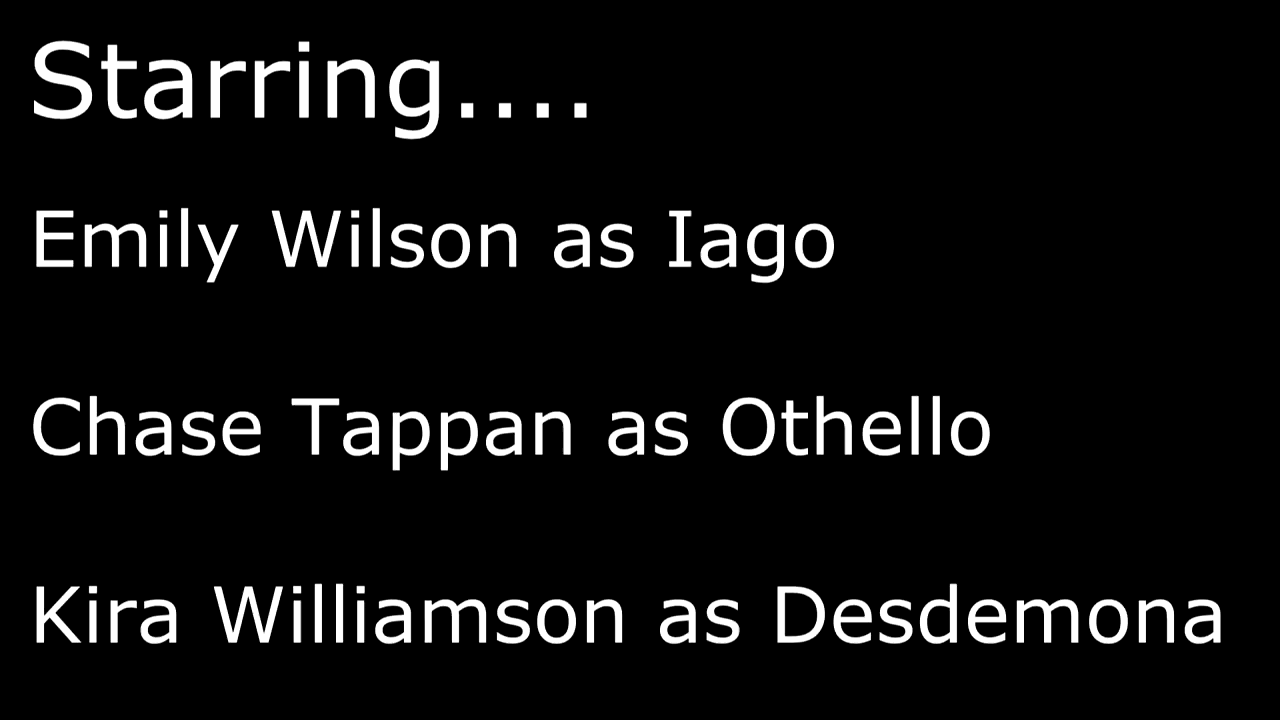 Starring....
Emily Wilson as Iago
Chase Tappan as Othello
Kira Williamson as Desdemona